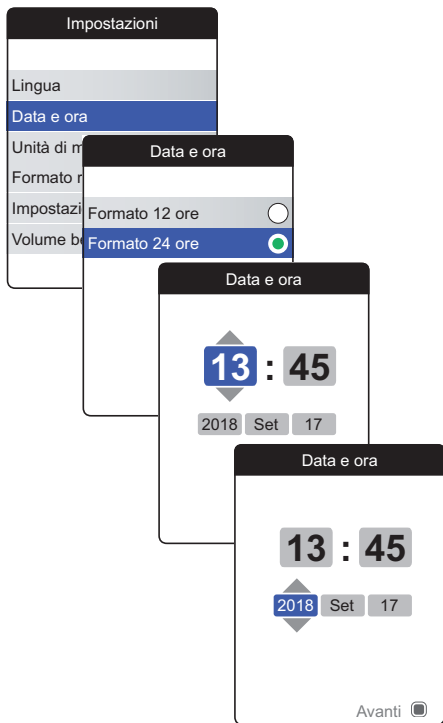 Impostazioni
Lingua
Data e ora
Unità di m
Formato
Impostazi
Volume
Data e ora
Formato 12 ore
Formato 24 ore
Data e ora
13 : 45
2018 Set 17
Data e ora
13 : 45
2018 Set 17
Avanti